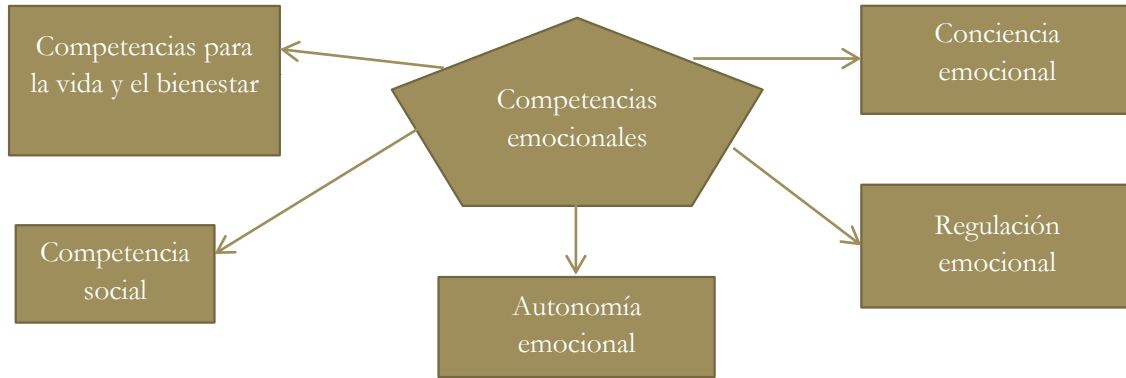 Competencias para
la vida y el bienestar
Competencias
emocionales
Conciencia
emocional
Competencia
social
Autonomía
emocional
Regulación
emocional